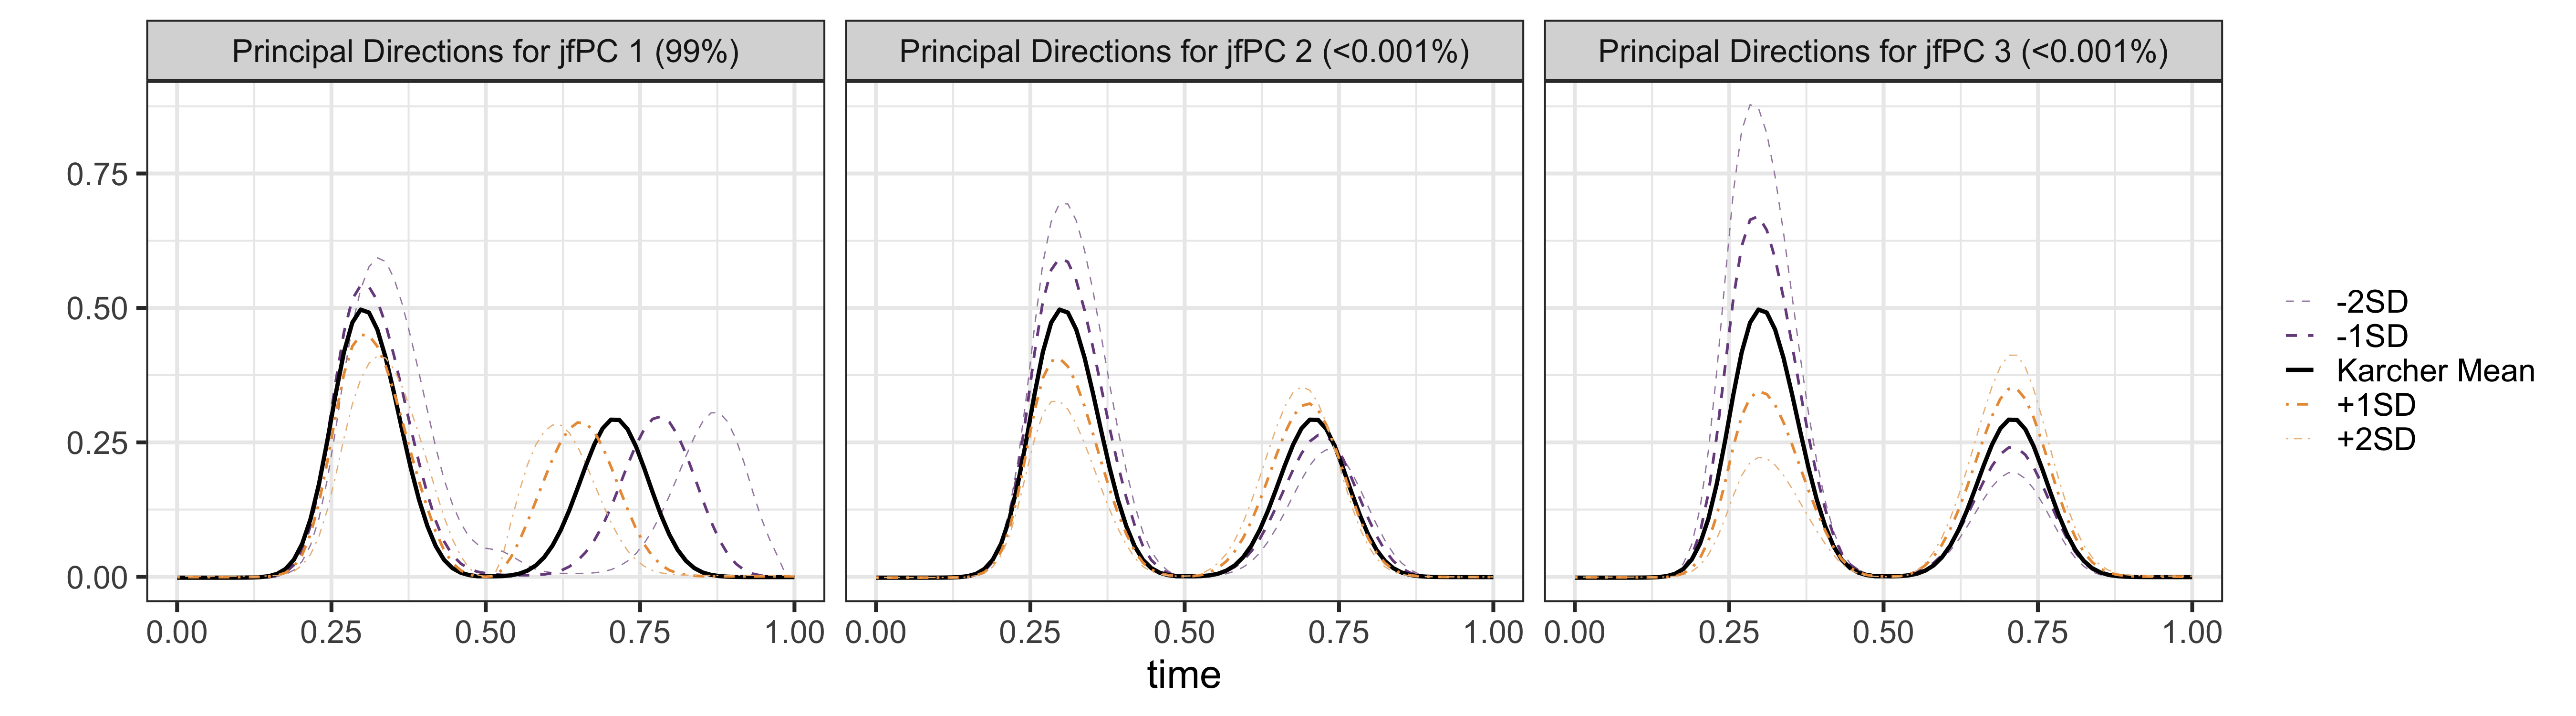 Principal Directions for jfPC 1 (99%)
Principal Directions for jfPC 2 (<0.001%)
Principal Directions for jfPC 3 (<0.001%)
0.75
0.50
0.25
0.00
0.00 0.25 0.50 0.75 1.00
0.00 0.25 0.50 0.75 1.00
0.00 0.25 0.50 0.75 1.00
time
-2SD
-1SD
Karcher Mean
+1SD
+2SD